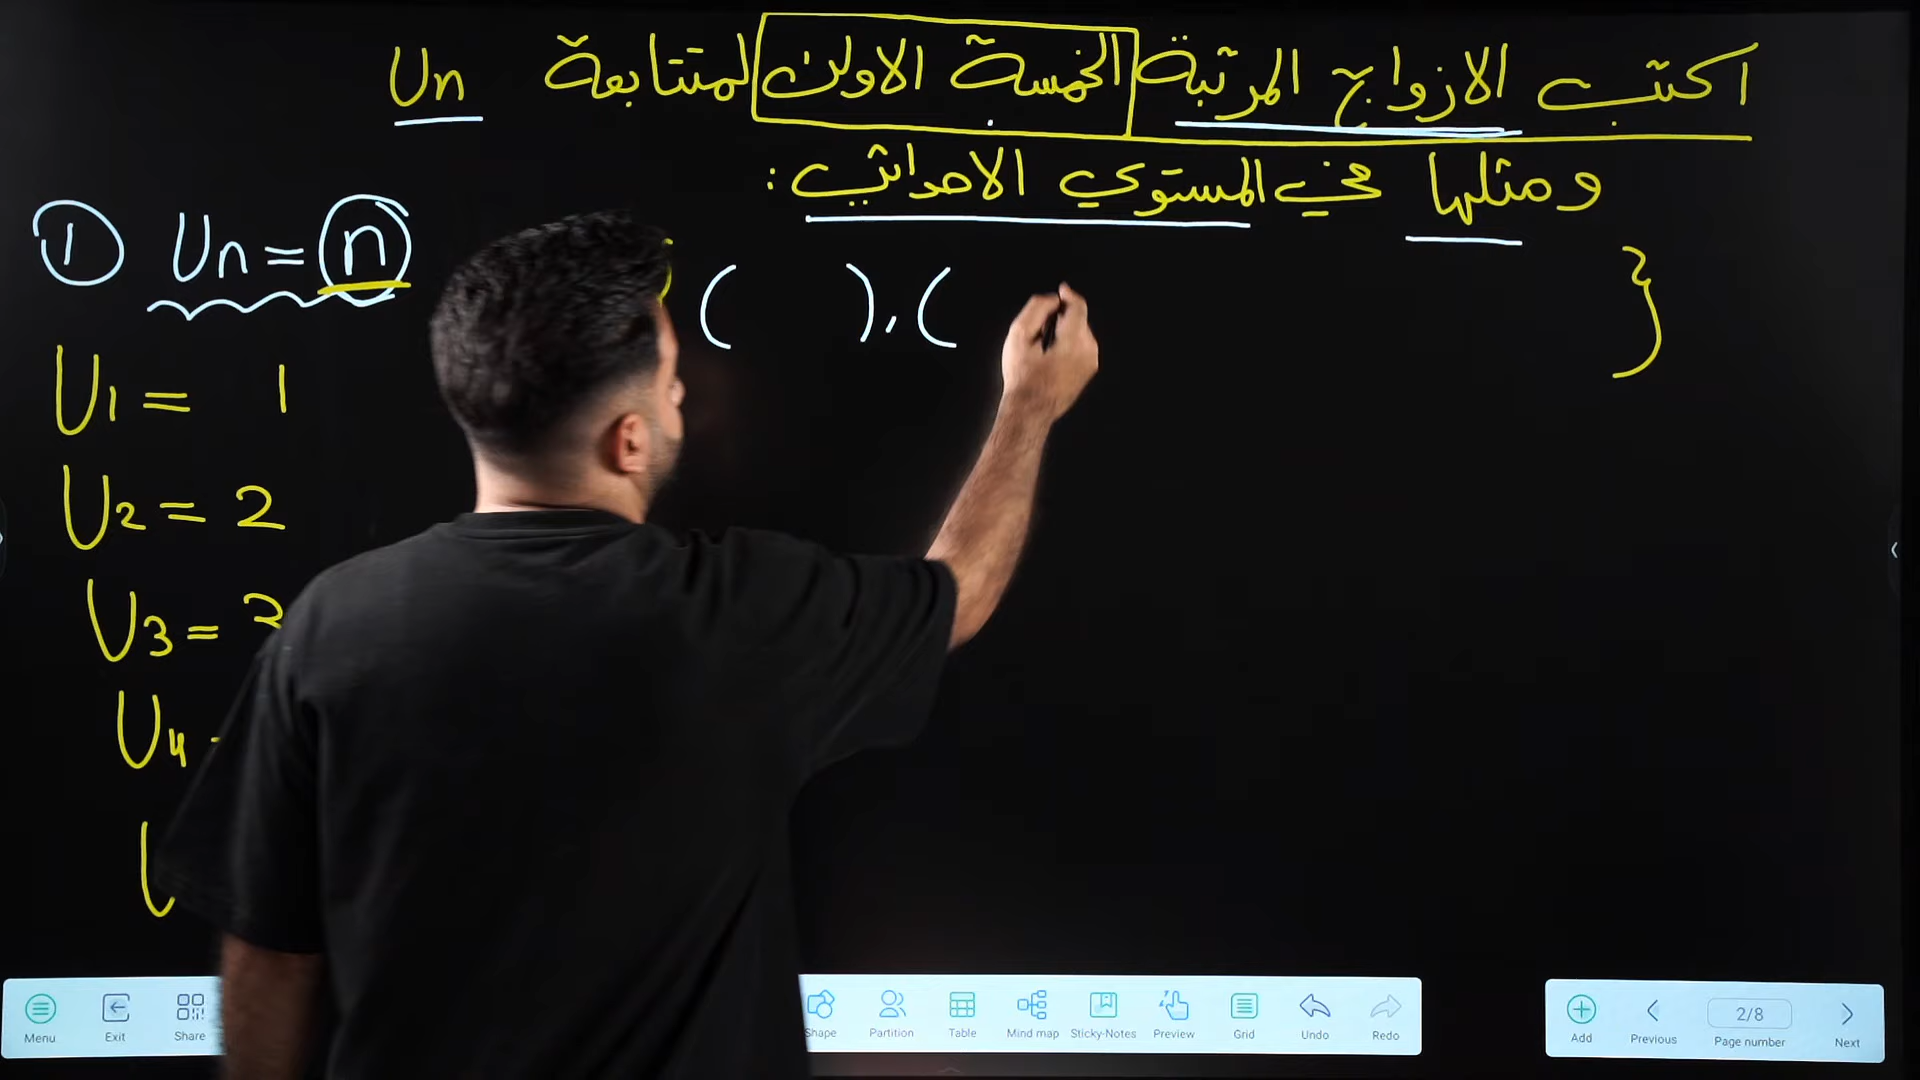 اكتب الازواج المرتبة الخمسة الاولى لمتتابعة Un
ومثلها في المستوي الاحداثي :
① Un = n
( ), ( }
U1 = 1
U2 = 2
U3 = 3
U4
Menu Exit Share Shape Partition Table Mind map Sticky-Notes Preview Grid Undo Redo Add Previous 2/8 Page number Next